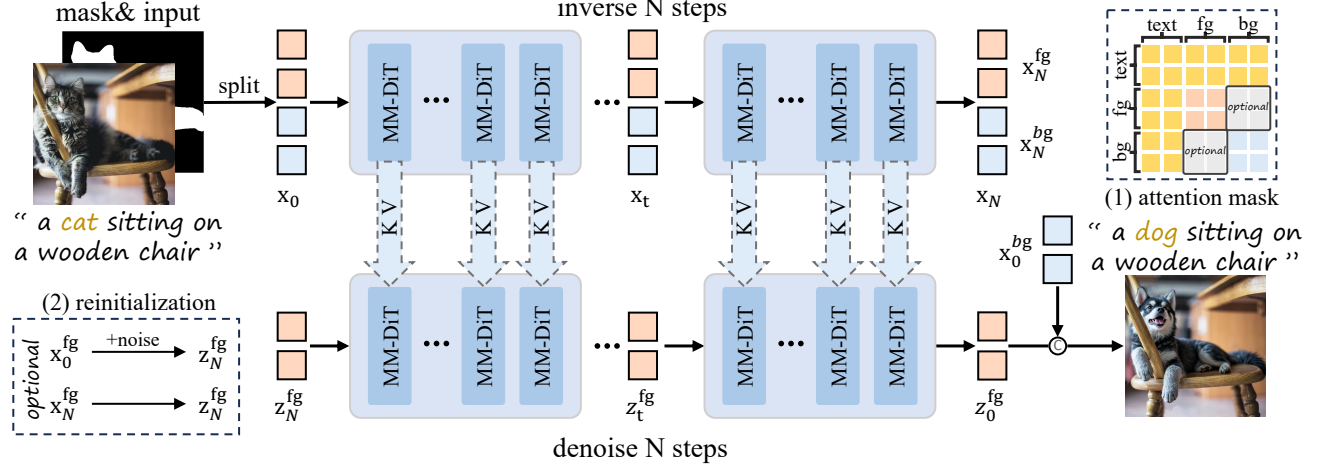 mask& input
inverse N steps
split
MM-DiT
...
MM-DiT
MM-DiT
...
MM-DiT
...
MM-DiT
MM-DiT
x_0
x_t
x_N^fg
x_N^bg
x_N
text fg bg
text
fg
bg
optional
optional
(1) attention mask
K V
K V
K V
K V
K V
K V
“ a cat sitting on
a wooden chair ”
x_0^bg
“ a dog sitting on
a wooden chair ”
(2) reinitialization
optional
x_0^fg +noise z_N^fg
x_N^fg z_N^fg
MM-DiT
...
MM-DiT
MM-DiT
...
MM-DiT
...
MM-DiT
MM-DiT
C
z_N^fg
z_t^fg
z_0^fg
denoise N steps